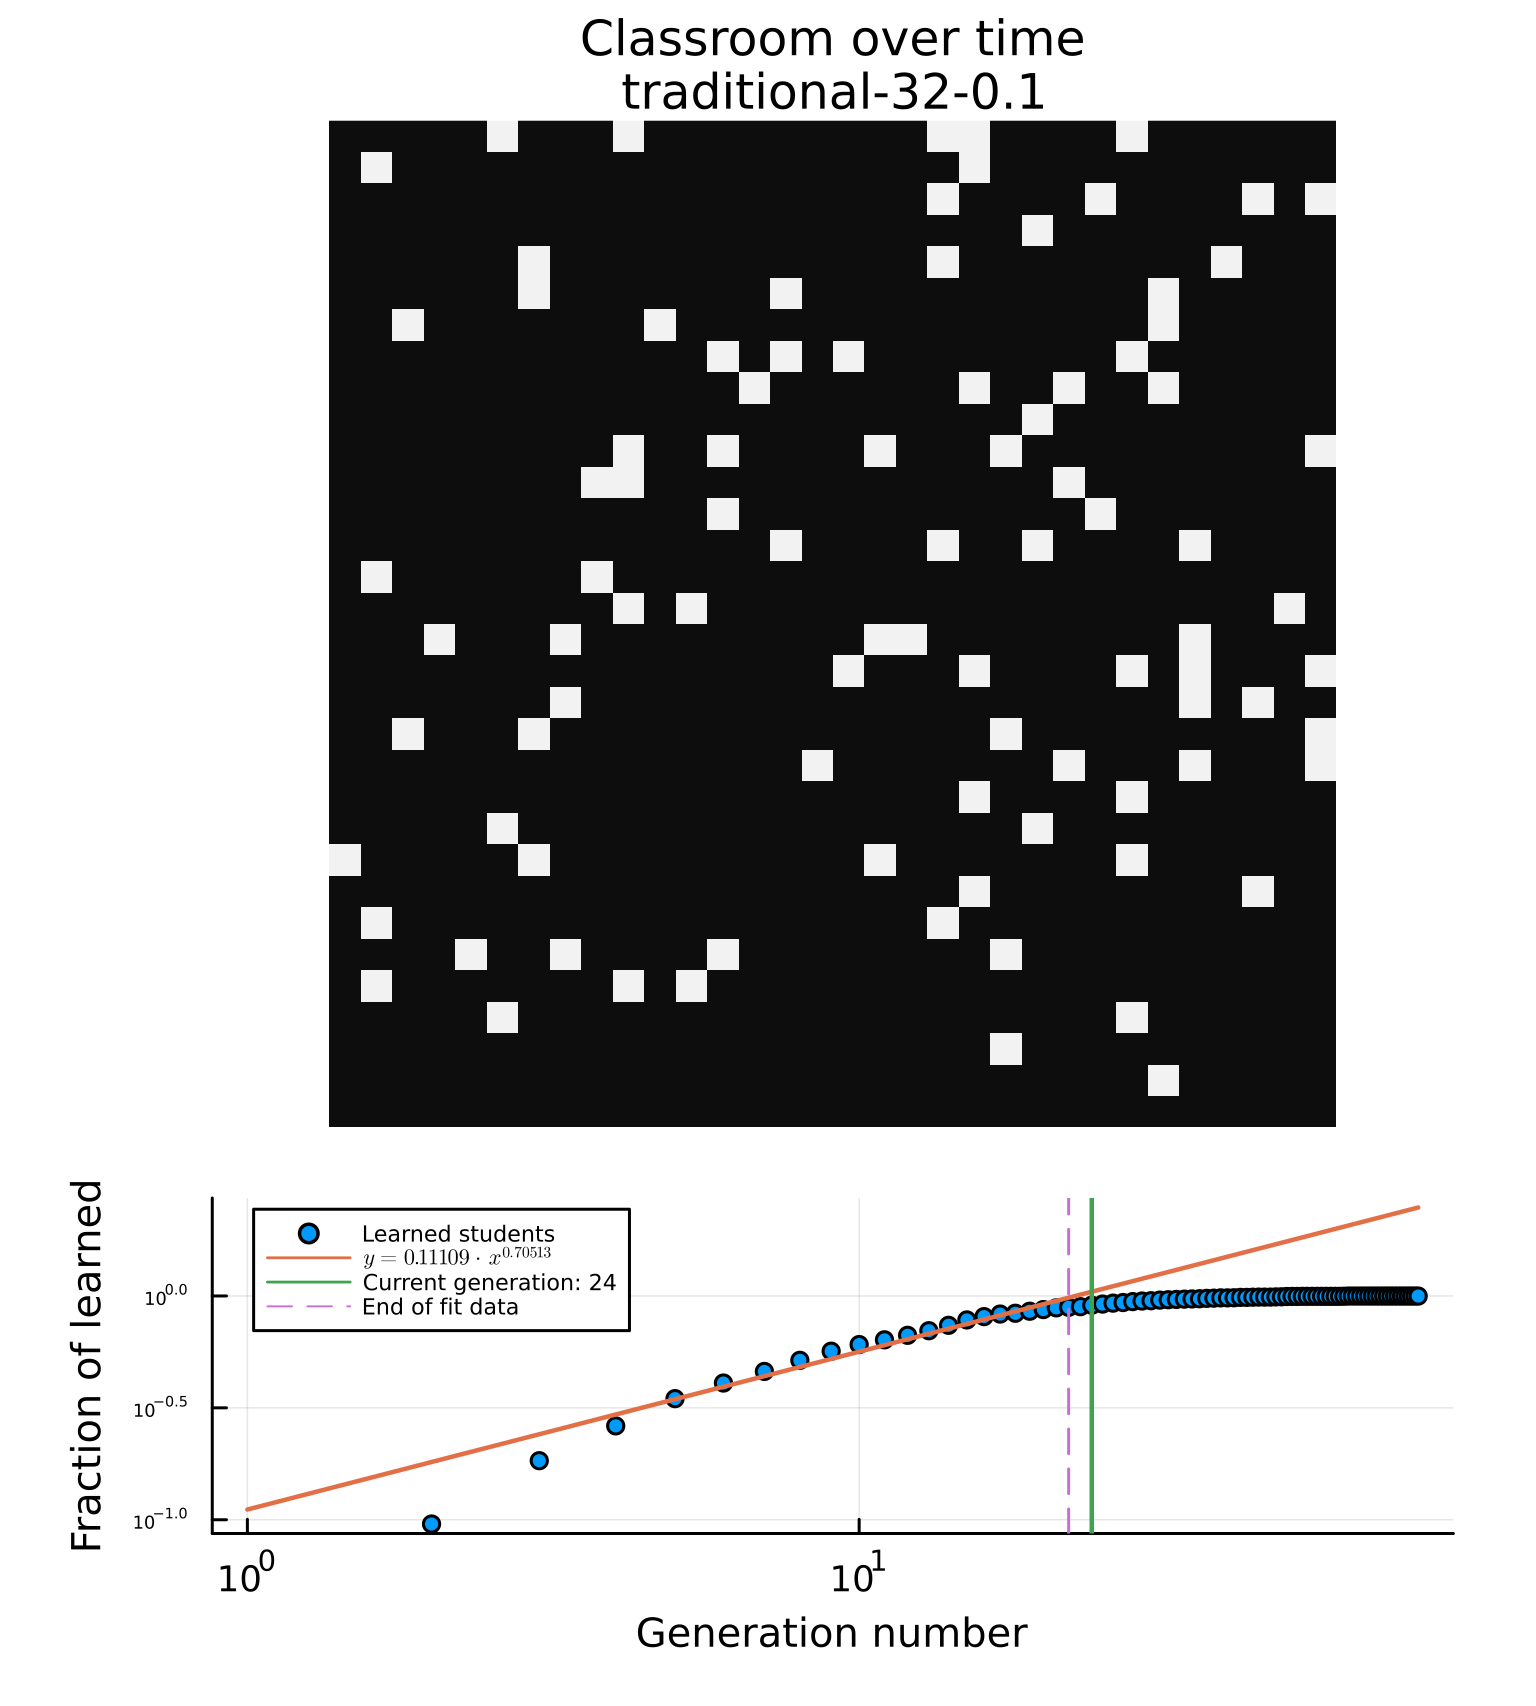 Classroom over time
traditional-32-0.1
Fraction of learned
Learned students
y = 0.11109 · x^0.70513
Current generation: 24
End of fit data
10^0.0
10^−0.5
10^−1.0
10^0
10^1
Generation number